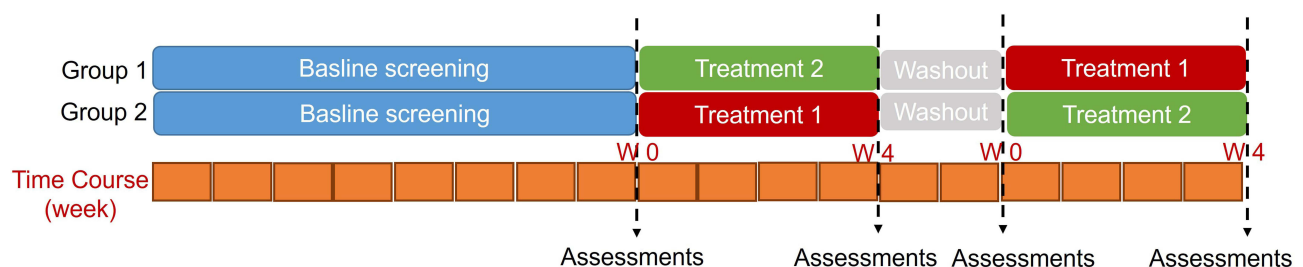 Group 1 Basline screening Treatment 2 Washout Treatment 1
Group 2 Basline screening Treatment 1 Washout Treatment 2
W 0 W 4 W 0 W 4
Time Course
(week)
Assessments Assessments Assessments Assessments